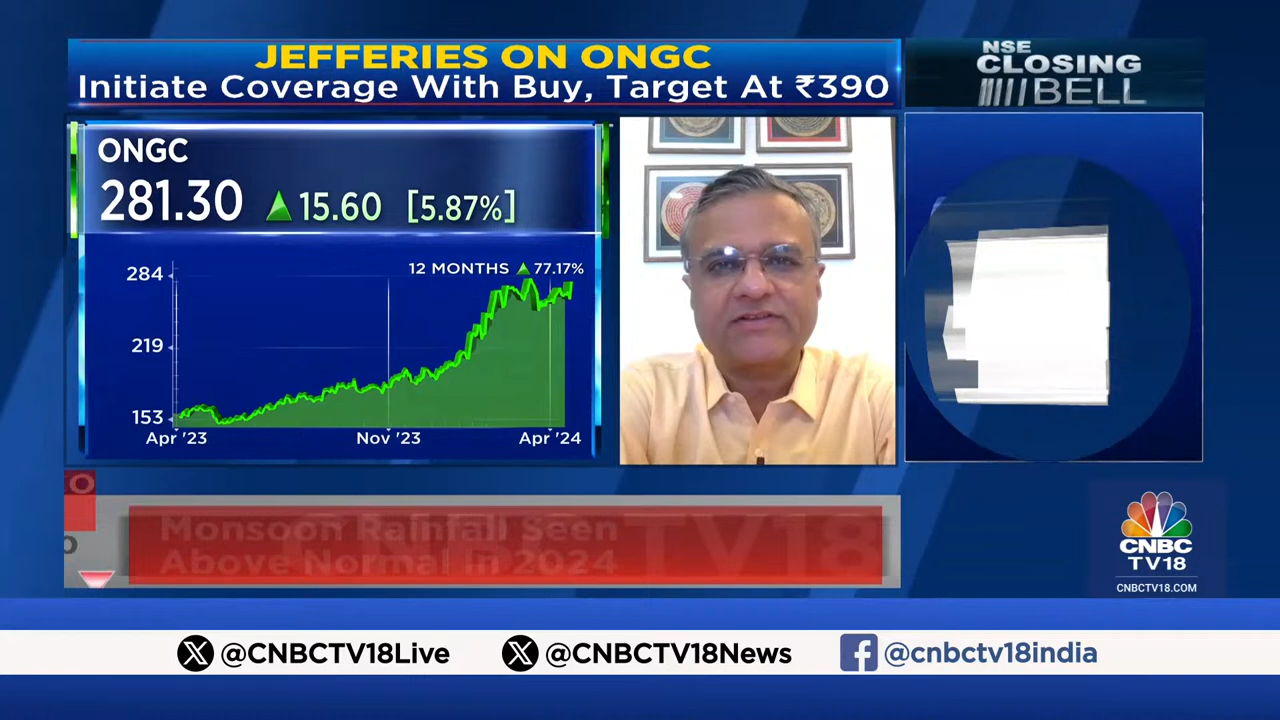 JEFFERIES ON ONGC
Initiate Coverage With Buy, Target At ₹390
NSE
CLOSING
BELL
ONGC
281.30 ▲ 15.60 [5.87%]
12 MONTHS ▲ 77.17%
284
219
153
Apr '23
Nov '23
Apr '24
Monsoon Rainfall Seen
Above Normal In 2024
CNBC
TV18
CNBCTV18.COM
@CNBCTV18Live
@CNBCTV18News
@cnbctv18india